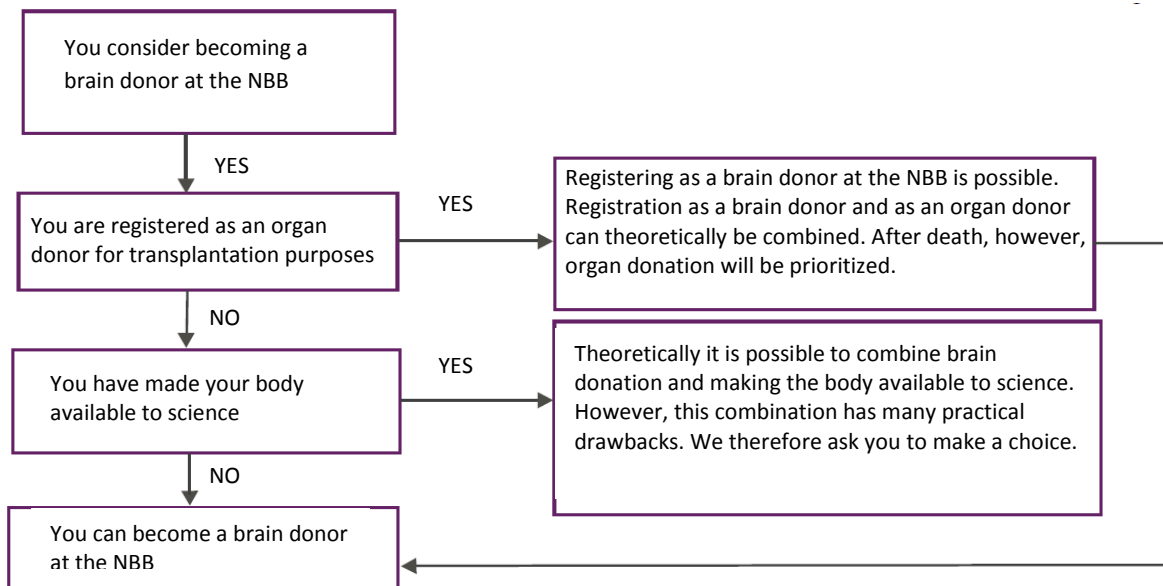 You consider becoming a
brain donor at the NBB
YES
You are registered as an organ
donor for transplantation purposes
YES
Registering as a brain donor at the NBB is possible.
Registration as a brain donor and as an organ donor
can theoretically be combined. After death, however,
organ donation will be prioritized.
NO
You have made your body
available to science
YES
Theoretically it is possible to combine brain
donation and making the body available to science.
However, this combination has many practical
drawbacks. We therefore ask you to make a choice.
NO
You can become a brain donor
at the NBB